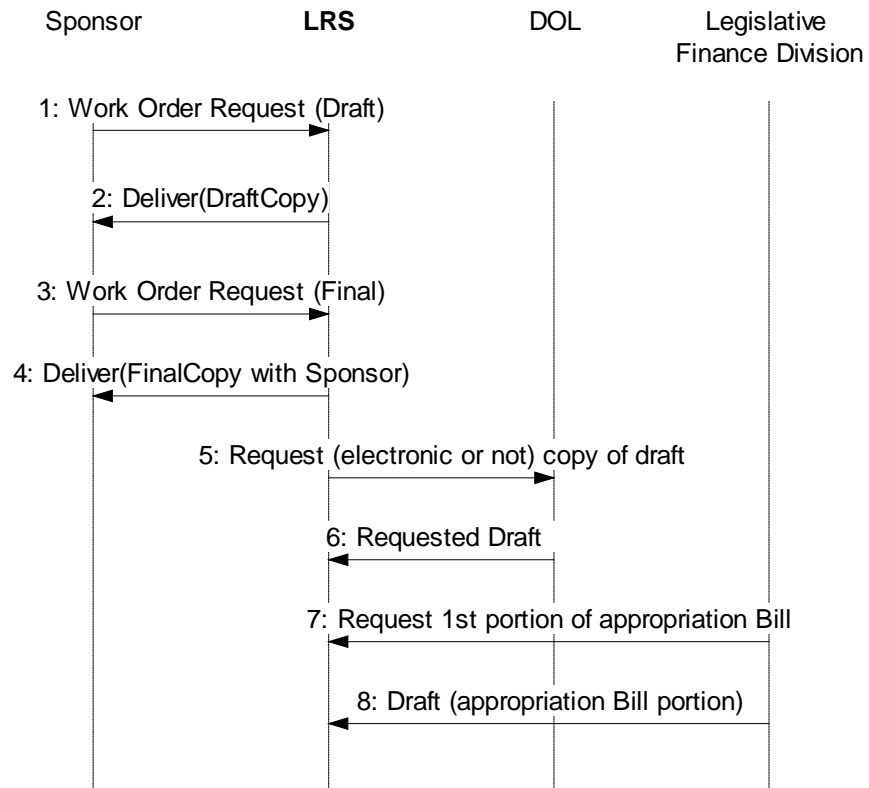 Sponsor LRS DOL Legislative
Finance Division
1: Work Order Request (Draft)
2: Deliver(DraftCopy)
3: Work Order Request (Final)
4: Deliver(FinalCopy with Sponsor)
5: Request (electronic or not) copy of draft
6: Requested Draft
7: Request 1st portion of appropriation Bill
8: Draft (appropriation Bill portion)